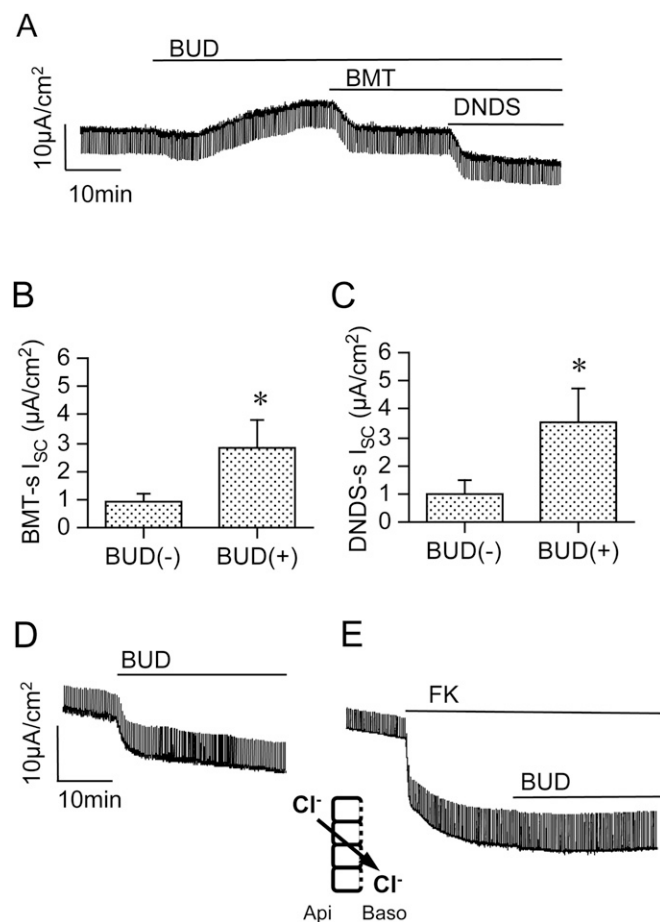 A
BUD
BMT
DNDS
10µA/cm²
10min
B
BMT-s I_SC (µA/cm²)
6
5
4
3
2
1
0
*
BUD(-) BUD(+)
C
DNDS-s I_SC (µA/cm²)
6
5
4
3
2
1
0
*
BUD(-) BUD(+)
D
BUD
10µA/cm²
10min
E
FK
BUD
Cl⁻
Cl⁻
Api Baso